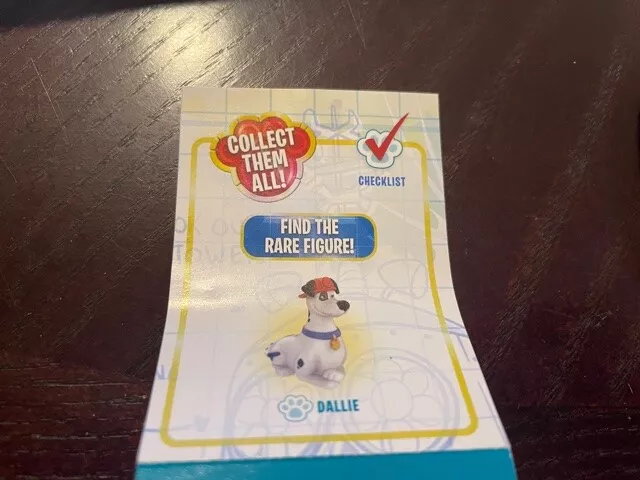 COLLECT
THEM
ALL!
CHECKLIST
FIND THE
RARE FIGURE!
DALLIE